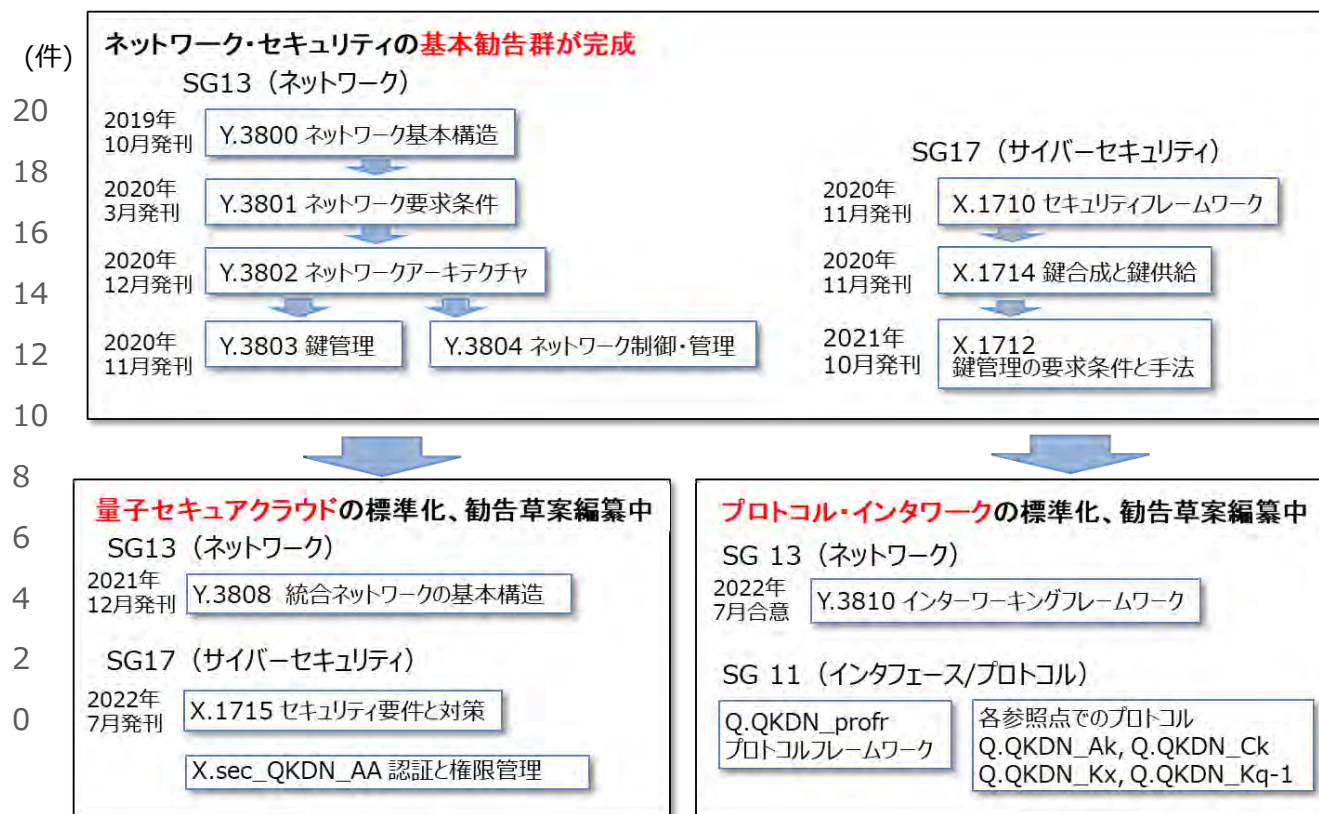 (件)
20
18
16
14
12
10
8
6
4
2
0
ネットワーク・セキュリティの基本勧告群が完成
SG13（ネットワーク）
2019年
10月発刊
Y.3800 ネットワーク基本構造
2020年
3月発刊
Y.3801 ネットワーク要求条件
2020年
12月発刊
Y.3802 ネットワークアーキテクチャ
2020年
11月発刊
Y.3803 鍵管理
Y.3804 ネットワーク制御・管理
SG17（サイバーセキュリティ）
2020年
11月発刊
X.1710 セキュリティフレームワーク
2020年
11月発刊
X.1714 鍵合成と鍵供給
2021年
10月発刊
X.1712
鍵管理の要求条件と手法
量子セキュアクラウドの標準化、勧告草案編纂中
SG13（ネットワーク）
2021年
12月発刊
Y.3808 統合ネットワークの基本構造
SG17（サイバーセキュリティ）
2022年
7月発刊
X.1715 セキュリティ要件と対策
X.sec_QKDN_AA 認証と権限管理
プロトコル・インタワークの標準化、勧告草案編纂中
SG 13（ネットワーク）
2022年
7月合意
Y.3810 インターワーキングフレームワーク
SG 11（インタフェース/プロトコル）
Q.QKDN_profr
プロトコルフレームワーク
各参照点でのプロトコル
Q.QKDN_Ak, Q.QKDN_Ck
Q.QKDN_Kx, Q.QKDN_Kq-1